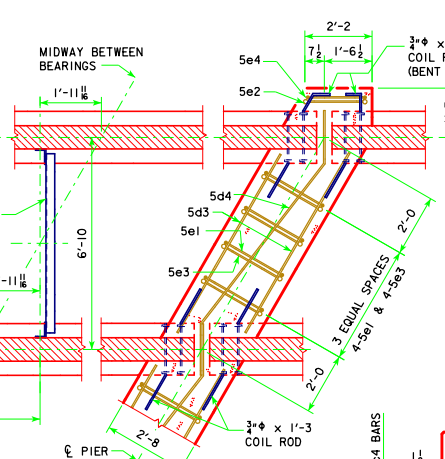 2'-2
7 1/2
1'-6 1/2
3/4"ϕ ×
COIL
(BENT
MIDWAY BETWEEN
BEARINGS
5e4
5e2
1'-11 11/16
5d4
5d3
5e1
5e3
6'-10
-11 11/16
2'-0
3 EQUAL SPACES
4-5e1 & 4-5e3
2'-0
3/4"ϕ × 1'-3
COIL ROD
2'-8
℄ PIER
4 BARS